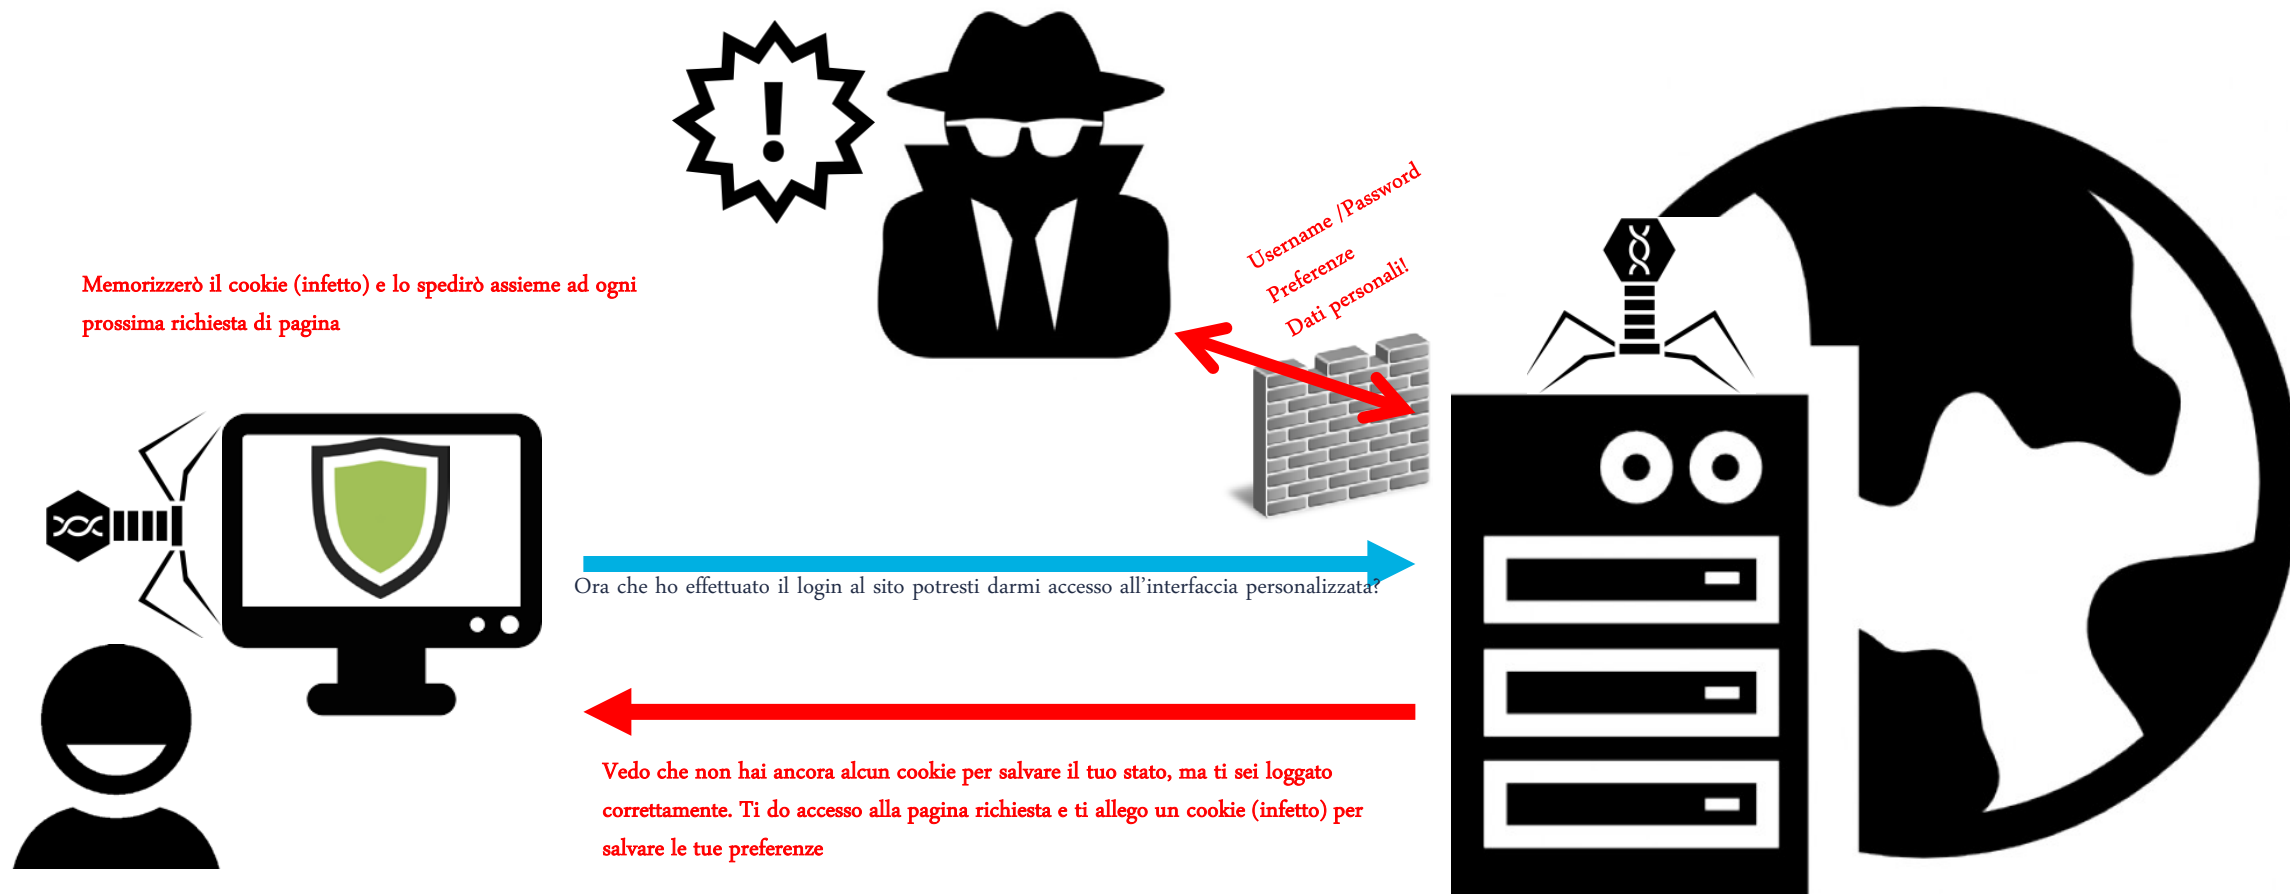 !
Username /Password
Preferenze
Dati personali!
Memorizzerò il cookie (infetto) e lo spedirò assieme ad ogni
prossima richiesta di pagina
Ora che ho effettuato il login al sito potresti darmi accesso all'interfaccia personalizzata?
Vedo che non hai ancora alcun cookie per salvare il tuo stato, ma ti sei loggato
correttamente. Ti do accesso alla pagina richiesta e ti allego un cookie (infetto) per
salvare le tue preferenze